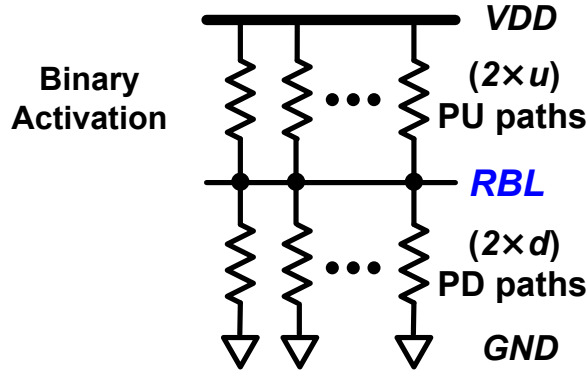 VDD
Binary
Activation
(2×u)
PU paths
RBL
(2×d)
PD paths
GND